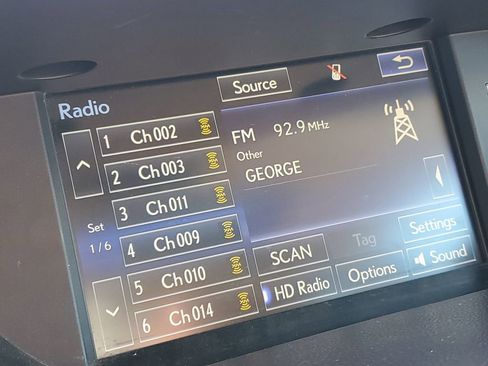 Radio
Source
1 Ch002
2 Ch003
3 Ch011
4 Ch009
5 Ch010
6 Ch014
Set
1/6
FM 92.9 MHz
Other
GEORGE
SCAN
Tag
Settings
HD Radio
Options
Sound